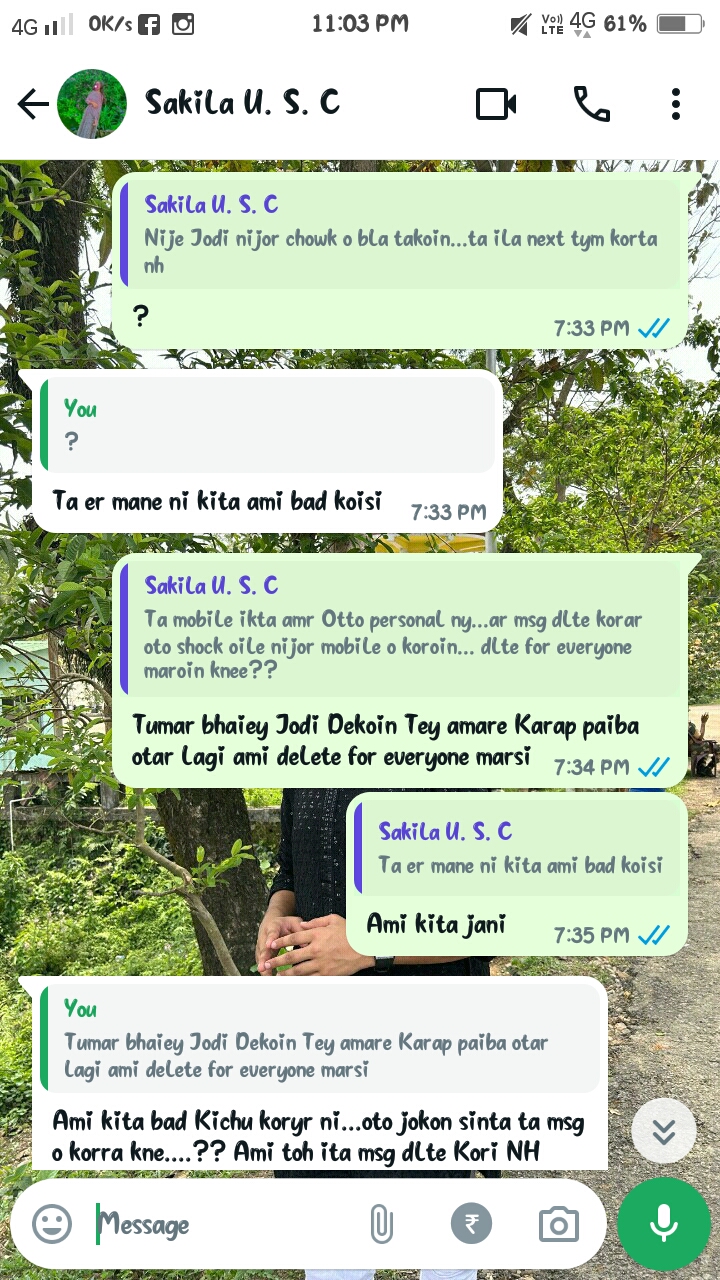 4G 0K/s 11:03 PM Vo)) LTE 4G 61%
Sakila U. S. C
Sakila U. S. C
Nije Jodi nijor chowk o bla takoin...ta ila next tym korta
nh
?
7:33 PM
You
?
Ta er mane ni kita ami bad koisi
7:33 PM
Sakila U. S. C
Ta mobile ikta amr Otto personal ny...ar msg dlte korar
oto shock oile nijor mobile o koroin... dlte for everyone
maroin knee??
Tumar bhaiey Jodi Dekoin Tey amare Karap paiba
otar Lagi ami delete for everyone marsi
7:34 PM
Sakila U. S. C
Ta er mane ni kita ami bad koisi
Ami kita jani
7:35 PM
You
Tumar bhaiey Jodi Dekoin Tey amare Karap paiba otar
Lagi ami delete for everyone marsi
Ami kita bad Kichu koryr ni...oto jokon sinta ta msg
o korra kne....?? Ami toh ita msg dlte Kori NH
Message
₹